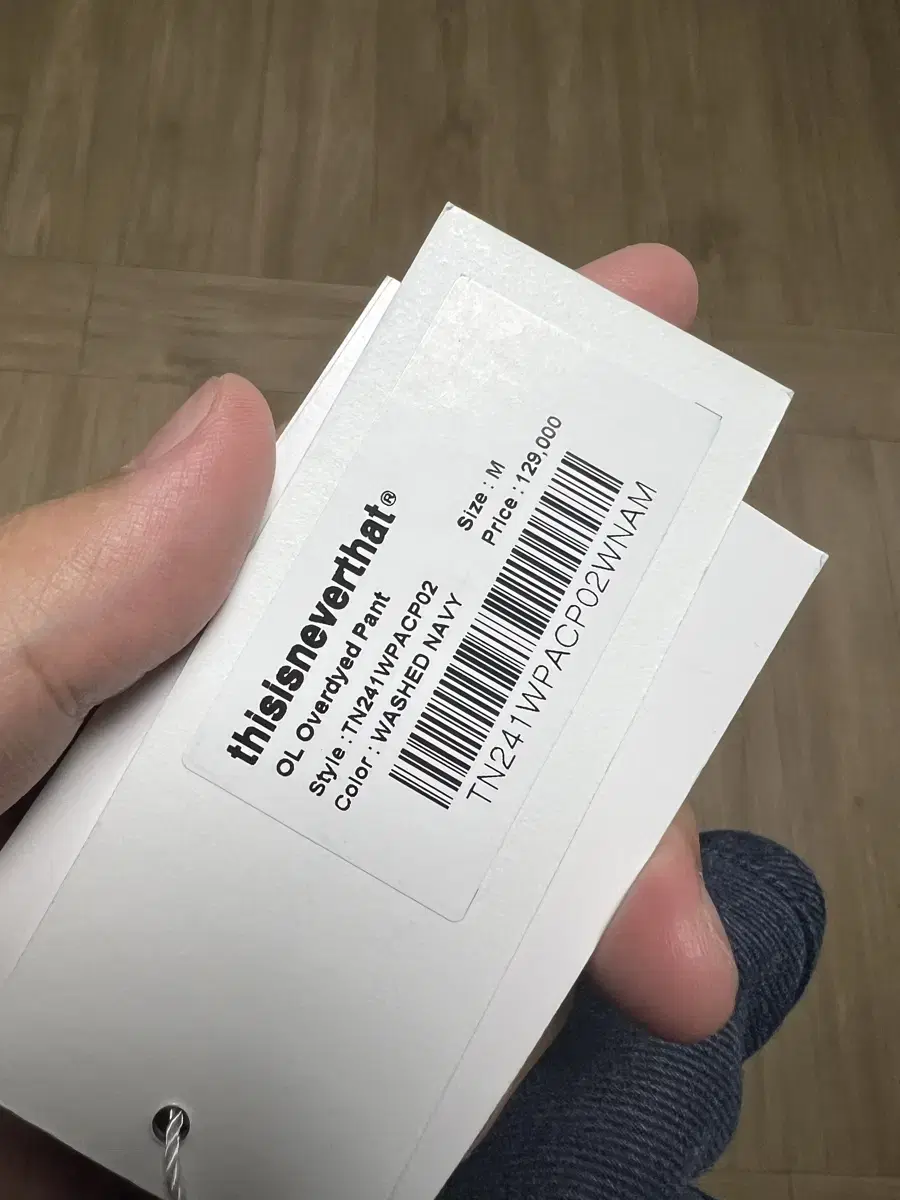 thisisneverthat®
OL Overdyed Pant
Style : TN241WPACP02
Color : WASHED NAVY
Size : M
Price : 129,000
TN241WPACP02WNAM